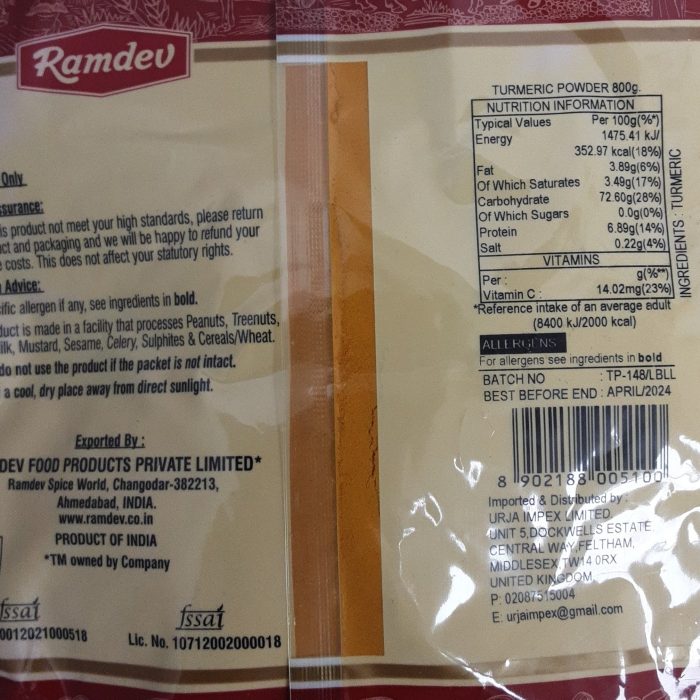 Ramdev
Only
ssurance:
is product not meet your high standards, please return
ct and packaging and we will be happy to refund your
costs. This does not affect your statutory rights.
Advice:
ific allergen if any, see ingredients in bold.
duct is made in a facility that processes Peanuts, Treenuts,
ilk, Mustard, Sesame, Celery, Sulphites & Cereals/Wheat.
do not use the product if the packet is not intact.
a cool, dry place away from direct sunlight.
Exported By :
DEV FOOD PRODUCTS PRIVATE LIMITED*
Ramdev Spice World, Changodar-382213,
Ahmedabad, INDIA.
www.ramdev.co.in
PRODUCT OF INDIA
*TM owned by Company
fssai
0012021000518
fssai
Lic. No. 10712002000018
TURMERIC POWDER 800g.
NUTRITION INFORMATION
Typical Values Per 100g(%*)
Energy 1475.41 kJ/
352.97 kcal(18%)
Fat 3.89g(6%)
Of Which Saturates 3.49g(17%)
Carbohydrate 72.60g(28%)
Of Which Sugars 0.0g(0%)
Protein 6.89g(14%)
Salt 0.22g(4%)
VITAMINS
Per : g(%**)
Vitamin C : 14.02mg(23%)
*Reference intake of an average adult
(8400 kJ/2000 kcal)
INGREDIENTS : TURMERIC
ALLERGENS
For allergens see ingredients in bold
BATCH NO : TP-148/LBLL
BEST BEFORE END : APRIL/2024
8 902188 005100
Imported & Distributed by :
URJA IMPEX LIMITED
UNIT 5,DOCKWELLS ESTATE,
CENTRAL WAY,FELTHAM,
MIDDLESEX,TW14 0RX
UNITED KINGDOM
P: 02087515004
E: urjaimpex@gmail.com